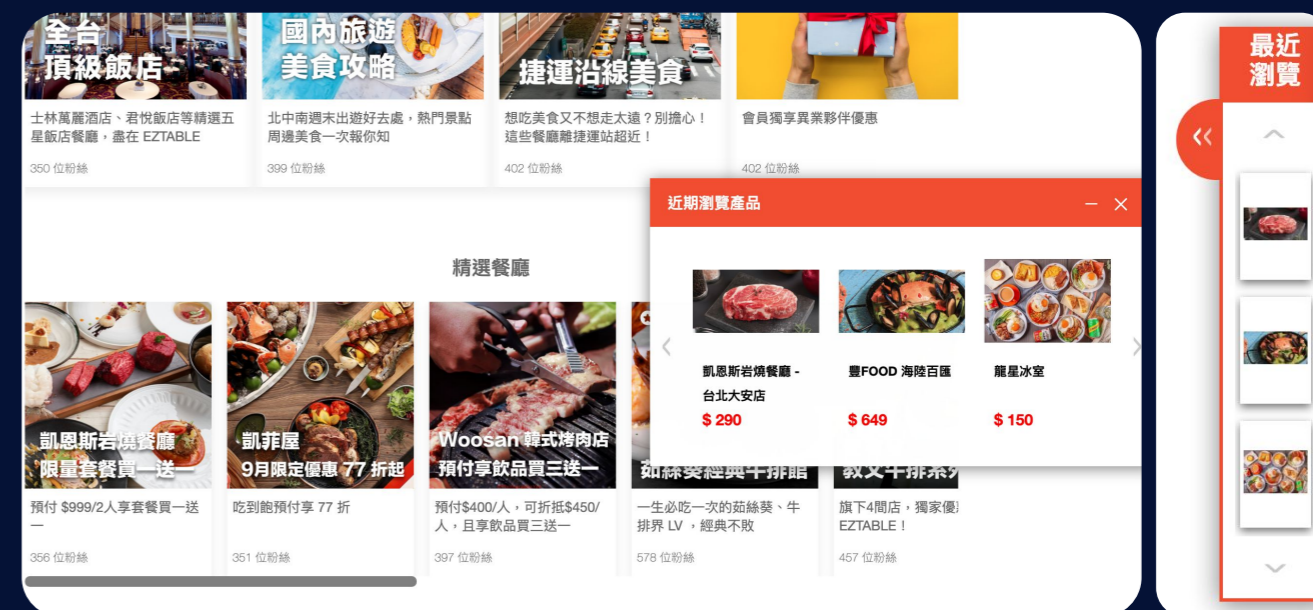 全台
頂級飯店
國內旅遊
美食攻略
捷運沿線美食
士林萬麗酒店、君悅飯店等精選五
星飯店餐廳，盡在 EZTABLE
350 位粉絲
北中南週末出遊好去處，熱門景點
周邊美食一次報你知
399 位粉絲
想吃美食又不想走太遠？別擔心！
這些餐廳離捷運站超近！
402 位粉絲
會員獨享異業夥伴優惠
402 位粉絲
近期瀏覽產品
凱恩斯岩燒餐廳 -
台北大安店
$ 290
豐FOOD 海陸百匯
$ 649
龍星冰室
$ 150
精選餐廳
凱恩斯岩燒餐廳
限量套餐買一送一
預付 $999/2人享套餐買一送
一
356 位粉絲
凱菲屋
9月限定優惠 77 折起
吃到飽預付享 77 折
351 位粉絲
Woosan 韓式烤肉店
預付享飲品買三送一
預付$400/人，可折抵$450/
人，且享飲品買三送一
397 位粉絲
茹絲葵經典牛排館
一生必吃一次的茹絲葵、牛
排界 LV ，經典不敗
578 位粉絲
教父牛排系列
旗下4間店，獨家優
EZTABLE！
457 位粉絲
最近
瀏覽